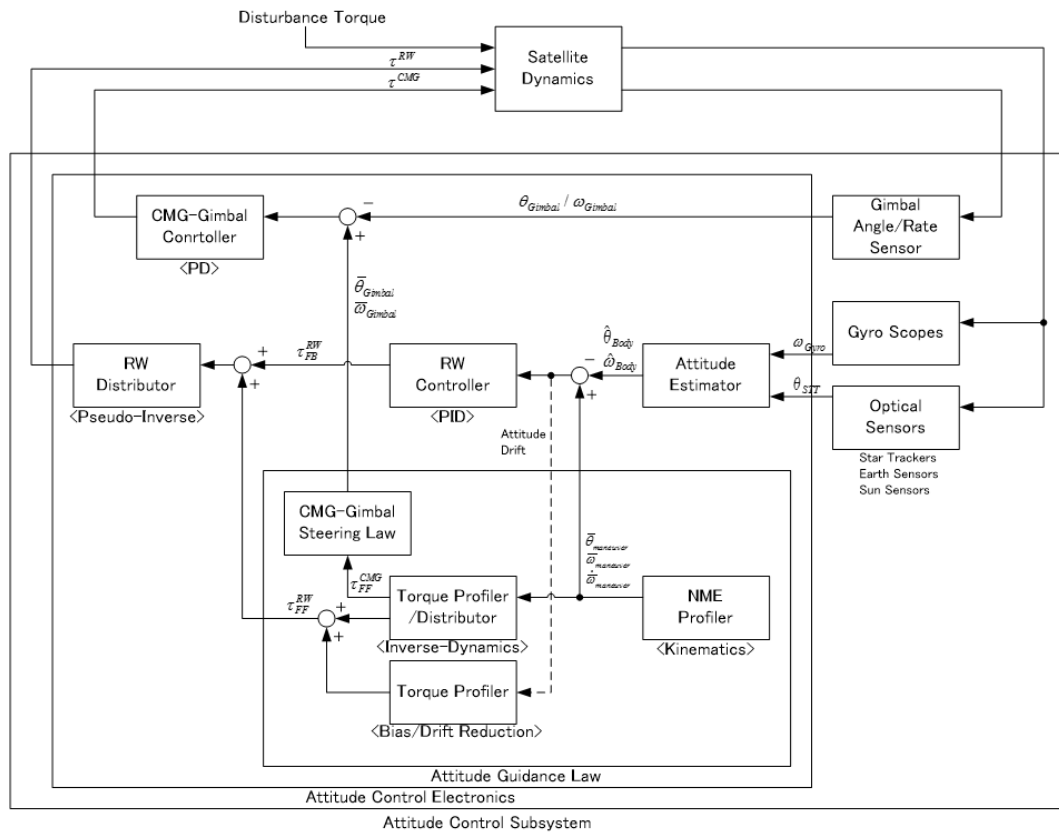 Disturbance Torque
τ^RW
τ^CMG
Satellite
Dynamics
CMG-Gimbal
Conrtoller
<PD>
−
+
θ_Gimbal / ω_Gimbal
Gimbal
Angle/Rate
Sensor
θ̅_Gimbal
ω̅_Gimbal
RW
Distributor
<Pseudo-Inverse>
+
+
τ_FB^RW
RW
Controller
<PID>
−
+
θ̂_Body
ω̂_Body
Attitude
Estimator
ω_Gyro
θ_STT
Gyro Scopes
Optical
Sensors
Star Trackers
Earth Sensors
Sun Sensors
Attitude
Drift
CMG-Gimbal
Steering Law
τ_FF^CMG
τ_FF^RW
+
+
Torque Profiler
/Distributor
<Inverse-Dynamics>
θ̅_maneuver
ω̅_maneuver
ω̅̇_maneuver
NME
Profiler
<Kinematics>
Torque Profiler
<Bias/Drift Reduction>
Attitude Guidance Law
Attitude Control Electronics
Attitude Control Subsystem